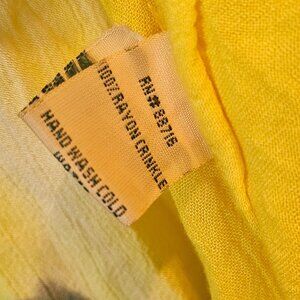 RN# 88716
100% RAYON CRINKLE
HAND WASH COLD